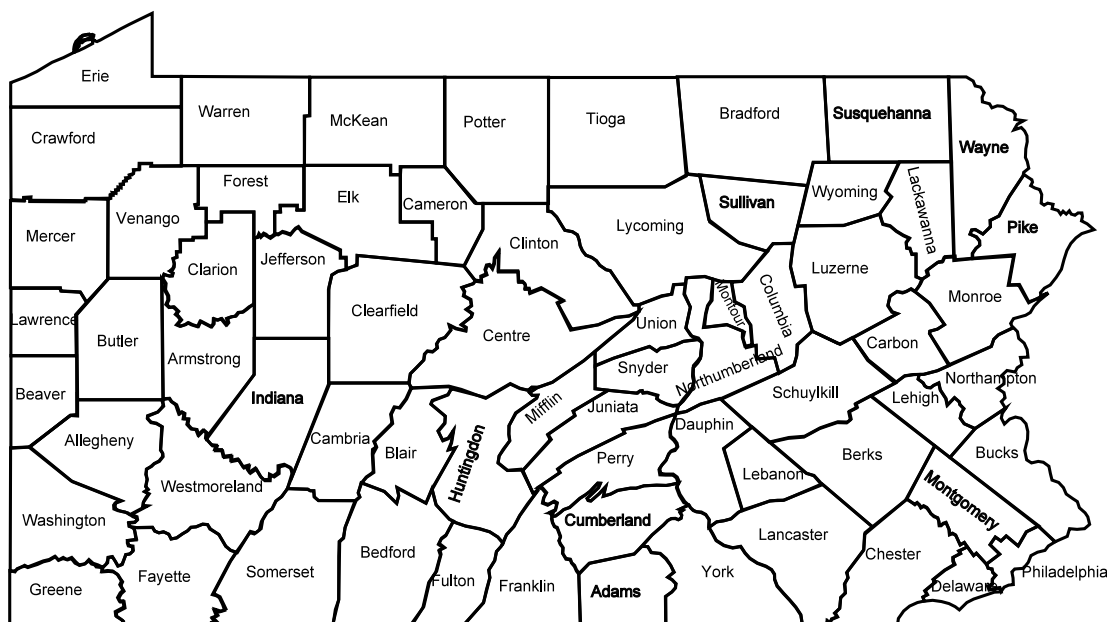 Erie
Warren
McKean
Potter
Tioga
Bradford
Susquehanna
Wayne
Crawford
Forest
Elk
Cameron
Sullivan
Wyoming
Lackawanna
Venango
Mercer
Lycoming
Pike
Clinton
Jefferson
Clarion
Luzerne
Monroe
Montour
Columbia
Clearfield
Lawrence
Union
Centre
Butler
Armstrong
Carbon
Snyder
Northumberland
Northampton
Beaver
Indiana
Mifflin
Juniata
Schuylkill
Lehigh
Allegheny
Cambria
Blair
Huntingdon
Dauphin
Perry
Lebanon
Berks
Bucks
Westmoreland
Montgomery
Washington
Cumberland
Lancaster
Bedford
Chester
Greene
Fayette
Somerset
Fulton
Franklin
Adams
York
Delaware
Philadelphia